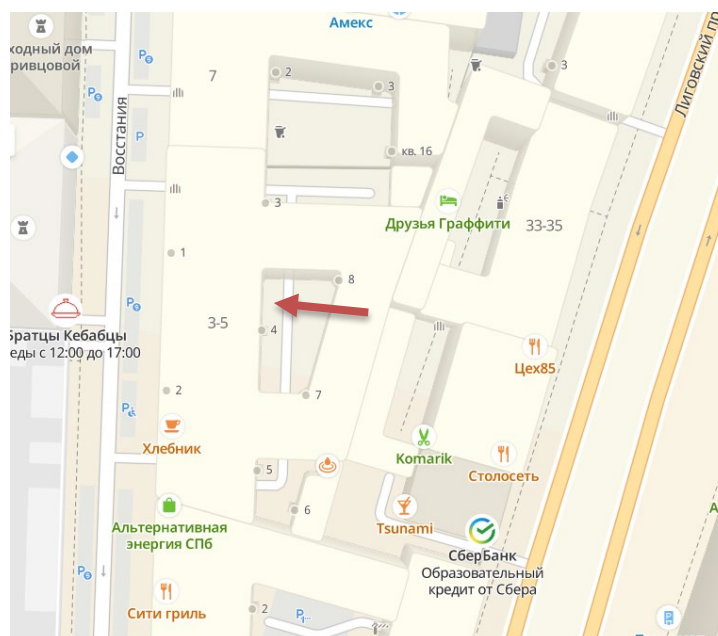 Амекс
ходный дом
ривцовой
7
2
3
3
Лиговский пр
Восстания
кв. 16
3
Друзья Граффити
33-35
1
8
3-5
4
Братцы Кебабцы
еды с 12:00 до 17:00
Цех85
2
7
Хлебник
Komarik
Столосеть
5
6
Альтернативная
энергия СПб
Tsunami
СберБанк
Образовательный
кредит от Сбера
Сити гриль
2
P
P
P
P
P
P
P
P
А